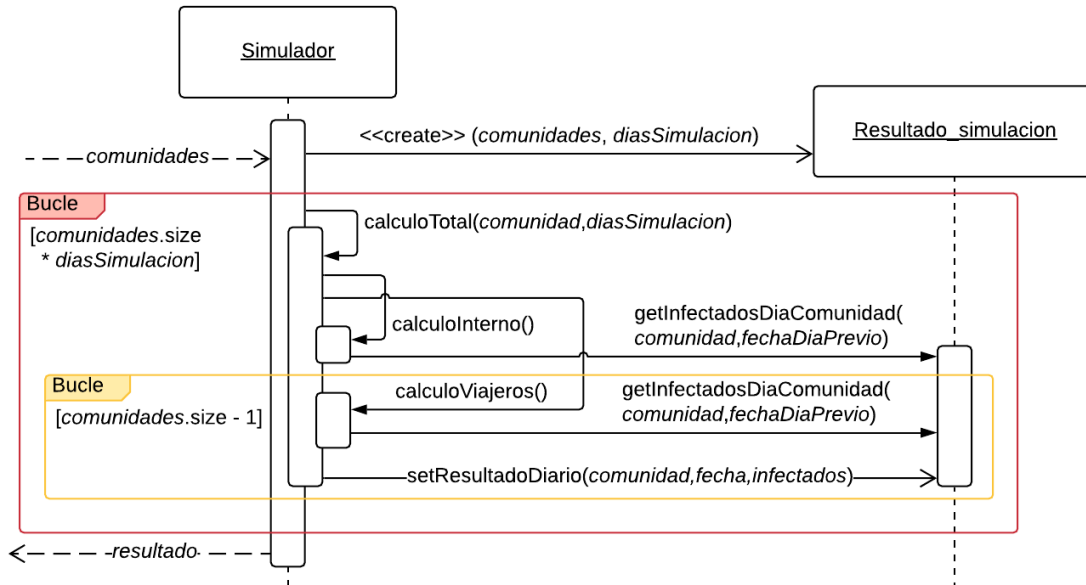 Simulador
<<create>> (comunidades, diasSimulacion)
Resultado_simulacion
comunidades
Bucle
[comunidades.size
* diasSimulacion]
calculoTotal(comunidad,diasSimulacion)
calculoInterno()
getInfectadosDiaComunidad(
comunidad,fechaDiaPrevio)
Bucle
[comunidades.size - 1]
calculoViajeros()
getInfectadosDiaComunidad(
comunidad,fechaDiaPrevio)
setResultadoDiario(comunidad,fecha,infectados)
resultado